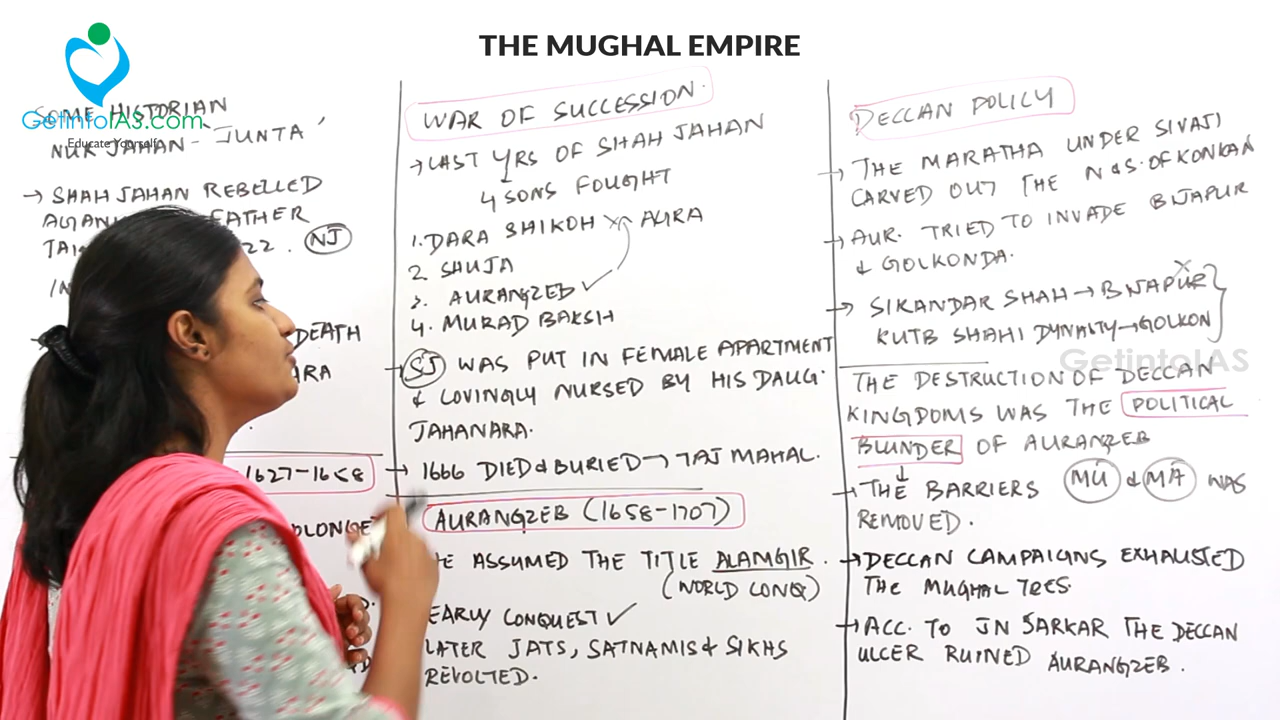 THE MUGHAL EMPIRE
GetintoIAS.com
Educate Yourself
SOME HISTORIAN
NUR JAHAN - "JUNTA"
→ SHAH JAHAN REBELLED
FATHER
22. NJ
DEATH
1627-1658
WAR OF SUCCESSION.
→ LAST YRS OF SHAH JAHAN
4 SONS FOUGHT
1. DARA SHIKOH X AURA
2. SHUJA
3. AURANGZEB ✓
4. MURAD BAKSH
→ SJ WAS PUT IN FEMALE APARTMENT
& LOVINGLY NURSED BY HIS DAUG.
JAHANARA.
→ 1666 DIED & BURIED → TAJ MAHAL.
AURANGZEB (1658-1707)
ASSUMED THE TITLE ALAMGIR.
(WORLD CONQ)
EARLY CONQUEST ✓
LATER JATS, SATNAMIS & SIKHS
REVOLTED.
DECCAN POLICY
→ THE MARATHA UNDER SIVAJI
CARVED OUT THE N & S. OF KONKAN
→ AUR. TRIED TO INVADE BIJAPUR
& GOLKONDA.
→ SIKANDAR SHAH → BIJAPUR
KUTB SHAHI DYNASTY → GOLKON
GetintoIAS
THE DESTRUCTION OF DECCAN
KINGDOMS WAS THE POLITICAL
BLUNDER OF AURANGZEB
→ THE BARRIERS MU & MA WAS
REMOVED.
→ DECCAN CAMPAIGNS EXHAUSTED
THE MUGHAL TRES
→ ACC. TO JN SARKAR THE DECCAN
ULCER RUINED AURANGZEB.